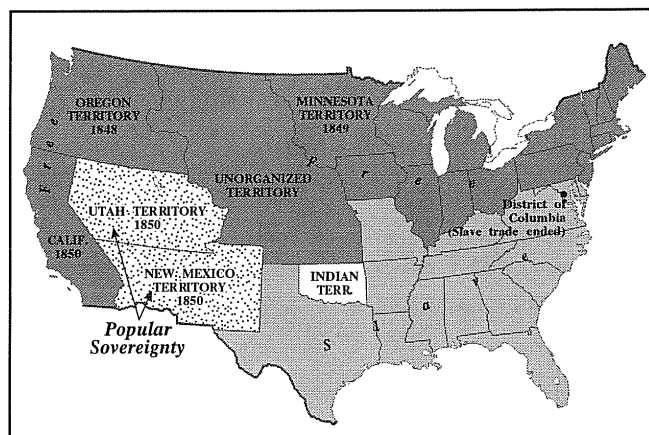 OREGON
TERRITORY
1848
MINNESOTA
TERRITORY
1849
UNORGANIZED
TERRITORY
F r e e
F r e e
UTAH TERRITORY
1850
CALIF.
1850
NEW MEXICO
TERRITORY
1850
Popular
Sovereignty
INDIAN
TERR.
District of
Columbia
(Slave trade ended)
S l a v e